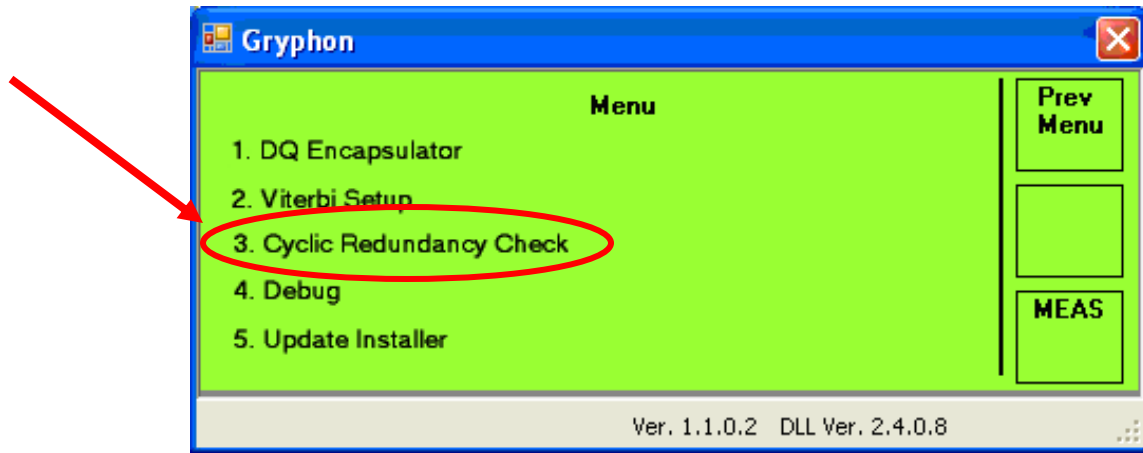 Gryphon
Menu
1. DQ Encapsulator
2. Viterbi Setup
3. Cyclic Redundancy Check
4. Debug
5. Update Installer
Prev
Menu
MEAS
Ver. 1.1.0.2 DLL Ver. 2.4.0.8